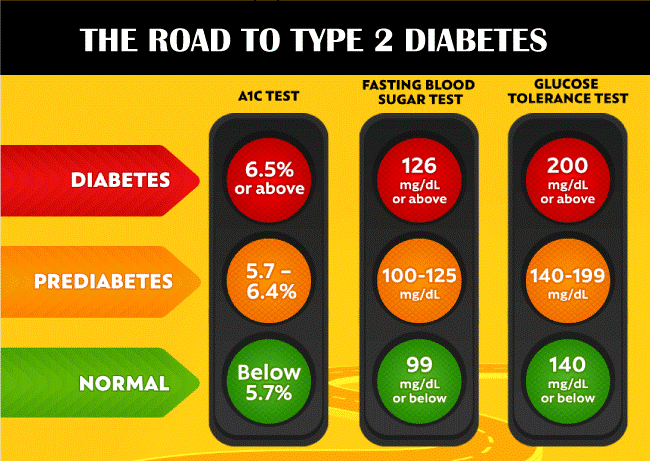 THE ROAD TO TYPE 2 DIABETES
A1C TEST
FASTING BLOOD
SUGAR TEST
GLUCOSE
TOLERANCE TEST
DIABETES
6.5%
or above
126
mg/dL
or above
200
mg/dL
or above
PREDIABETES
5.7 –
6.4%
100-125
mg/dL
140-199
mg/dL
NORMAL
Below
5.7%
99
mg/dL
or below
140
mg/dL
or below